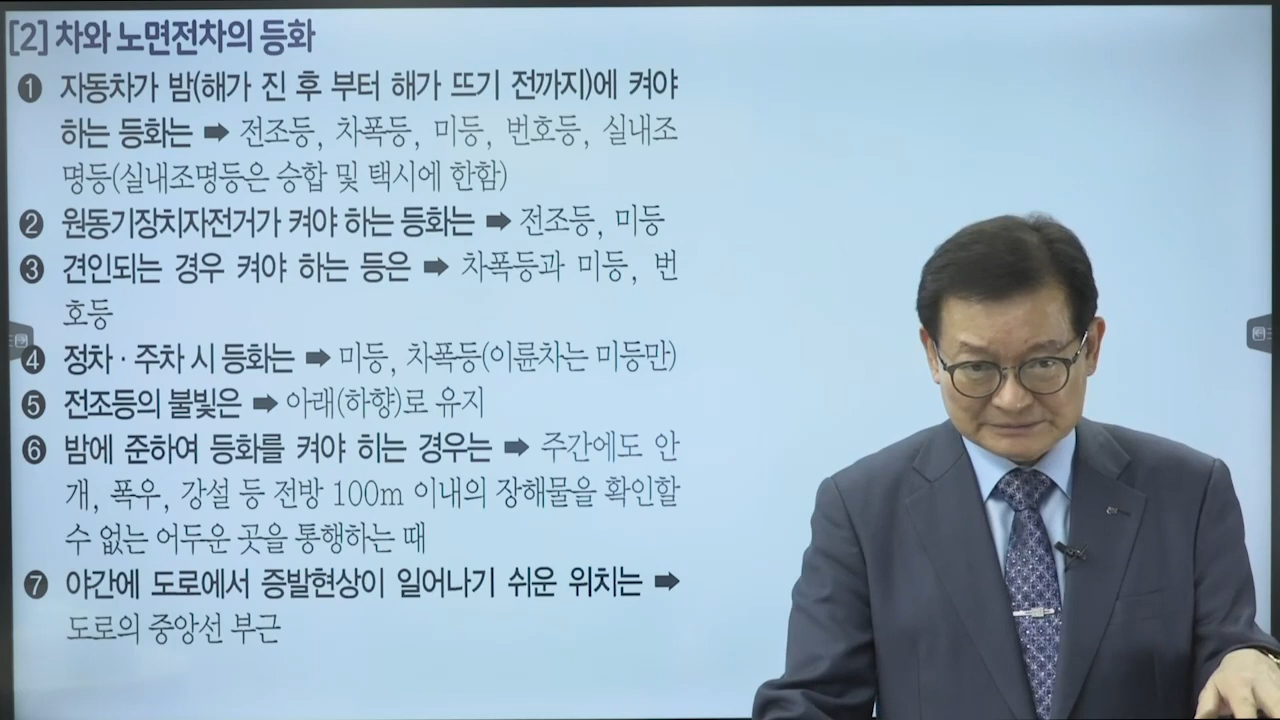 [2] 차와 노면전차의 등화
❶ 자동차가 밤(해가 진 후 부터 해가 뜨기 전까지)에 켜야
하는 등화는 ➡ 전조등, 차폭등, 미등, 번호등, 실내조
명등(실내조명등은 승합 및 택시에 한함)
❷ 원동기장치자전거가 켜야 하는 등화는 ➡ 전조등, 미등
❸ 견인되는 경우 켜야 하는 등은 ➡ 차폭등과 미등, 번
호등
❹ 정차·주차 시 등화는 ➡ 미등, 차폭등(이륜차는 미등만)
❺ 전조등의 불빛은 ➡ 아래(하향)로 유지
❻ 밤에 준하여 등화를 켜야 히는 경우는 ➡ 주간에도 안
개, 폭우, 강설 등 전방 100m 이내의 장해물을 확인할
수 없는 어두운 곳을 통행하는 때
❼ 야간에 도로에서 증발현상이 일어나기 쉬운 위치는 ➡
도로의 중앙선 부근